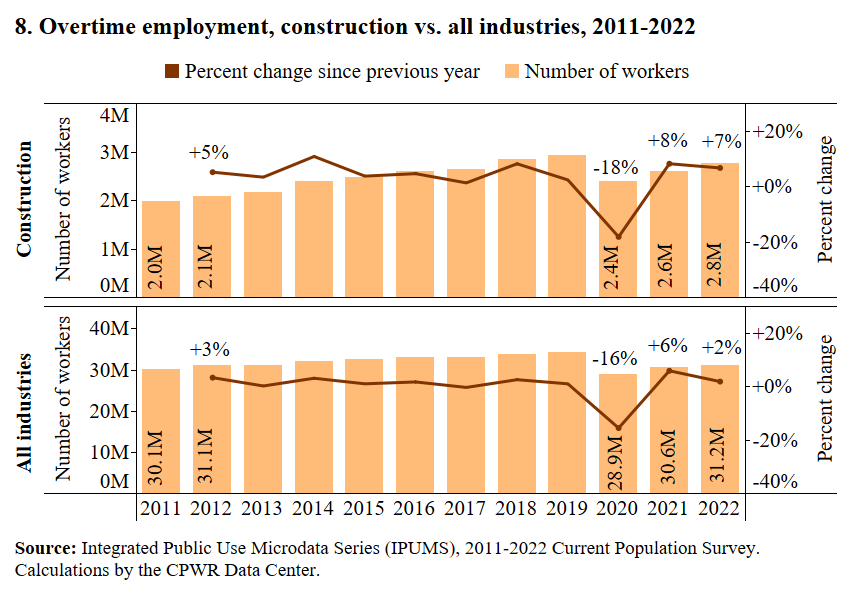 8. Overtime employment, construction vs. all industries, 2011-2022
Percent change since previous year
Number of workers
Construction
Number of workers
4M
3M
2M
1M
0M
+5%
-18%
+8%
+7%
2.0M
2.1M
2.4M
2.6M
2.8M
+20%
+0%
-20%
-40%
Percent change
All industries
Number of workers
40M
30M
20M
10M
0M
+3%
-16%
+6%
+2%
30.1M
31.1M
28.9M
30.6M
31.2M
+20%
+0%
-20%
-40%
Percent change
2011 2012 2013 2014 2015 2016 2017 2018 2019 2020 2021 2022
Source: Integrated Public Use Microdata Series (IPUMS), 2011-2022 Current Population Survey.
Calculations by the CPWR Data Center.